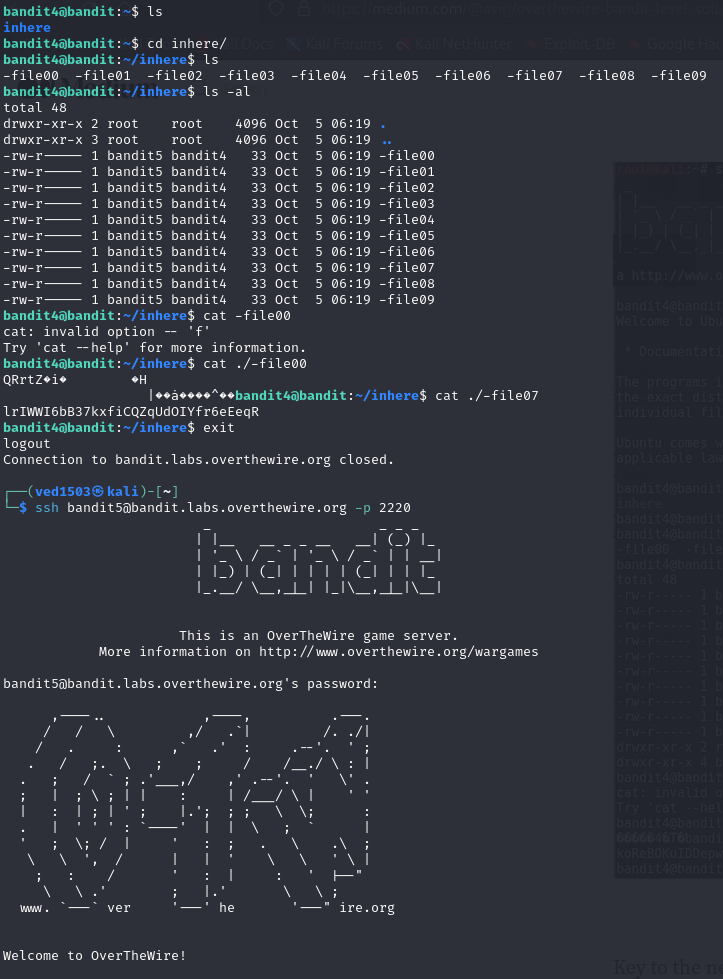 bandit4@bandit:~$ ls
inhere
bandit4@bandit:~$ cd inhere/
bandit4@bandit:~/inhere$ ls
-file00  -file01  -file02  -file03  -file04  -file05  -file06  -file07  -file08  -file09
bandit4@bandit:~/inhere$ ls -al
total 48
drwxr-xr-x 2 root    root    4096 Oct  5 06:19 .
drwxr-xr-x 3 root    root    4096 Oct  5 06:19 ..
-rw-r----- 1 bandit5 bandit4   33 Oct  5 06:19 -file00
-rw-r----- 1 bandit5 bandit4   33 Oct  5 06:19 -file01
-rw-r----- 1 bandit5 bandit4   33 Oct  5 06:19 -file02
-rw-r----- 1 bandit5 bandit4   33 Oct  5 06:19 -file03
-rw-r----- 1 bandit5 bandit4   33 Oct  5 06:19 -file04
-rw-r----- 1 bandit5 bandit4   33 Oct  5 06:19 -file05
-rw-r----- 1 bandit5 bandit4   33 Oct  5 06:19 -file06
-rw-r----- 1 bandit5 bandit4   33 Oct  5 06:19 -file07
-rw-r----- 1 bandit5 bandit4   33 Oct  5 06:19 -file08
-rw-r----- 1 bandit5 bandit4   33 Oct  5 06:19 -file09
bandit4@bandit:~/inhere$ cat -file00
cat: invalid option -- 'f'
Try 'cat --help' for more information.
bandit4@bandit:~/inhere$ cat ./-file00
QRrtZ�i�        �H
|��ȧ����^��bandit4@bandit:~/inhere$ cat ./-file07
lrIWWI6bB37kxfiCQZqUdOIYfr6eEeqR
bandit4@bandit:~/inhere$ exit
logout
Connection to bandit.labs.overthewire.org closed.
┌──(ved1503㉿kali)-[~]
└─$ ssh bandit5@bandit.labs.overthewire.org -p 2220
bandit
This is an OverTheWire game server.
More information on http://www.overthewire.org/wargames
bandit5@bandit.labs.overthewire.org's password:
www. ver he ire.org
Welcome to OverTheWire!
Key to the ne